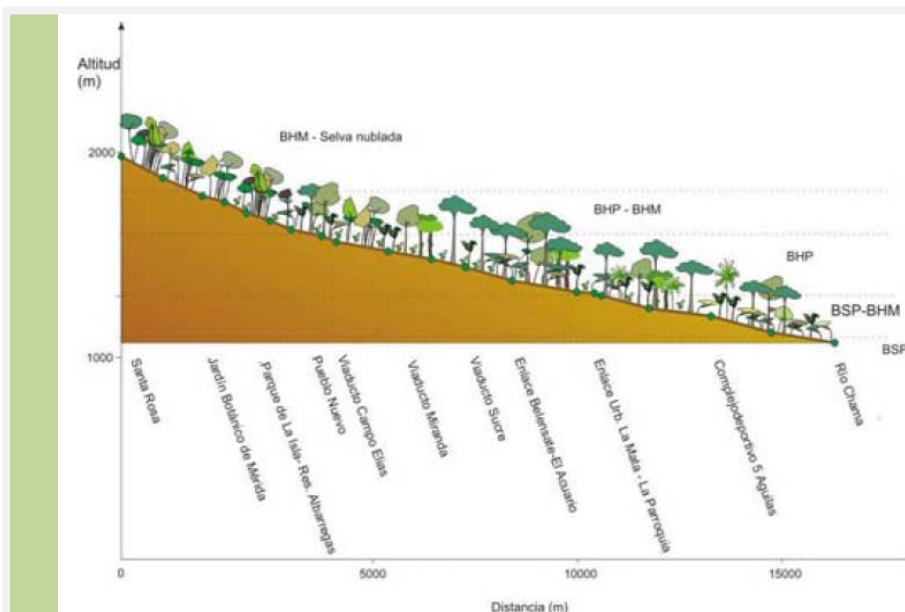 Altitud
(m)
BHM - Selva nublada
2000
BHP - BHM
BHP
BSP-BHM
BSP
1000
Santa Rosa
Jardín Botánico de Mérida
Parque de La Isla- Res. Albarregas
Pueblo Nuevo
Viaducto Campo Elías
Viaducto Miranda
Viaducto Sucre
Enlace Belensate-El Acuario
Enlace Urb. La Mata - La Parroquia
Complejodeportivo 5 Aguilas
Río Chama
0
5000
10000
15000
Distancia (m)